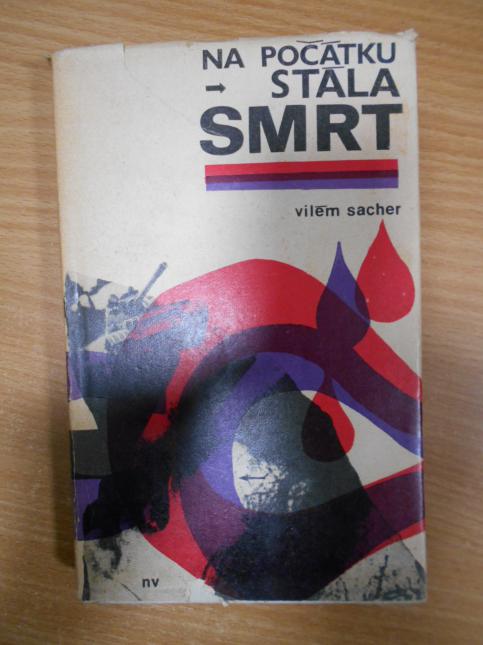 NA POČÁTKU
→ STÁLA
SMRT
vilém sacher
nv